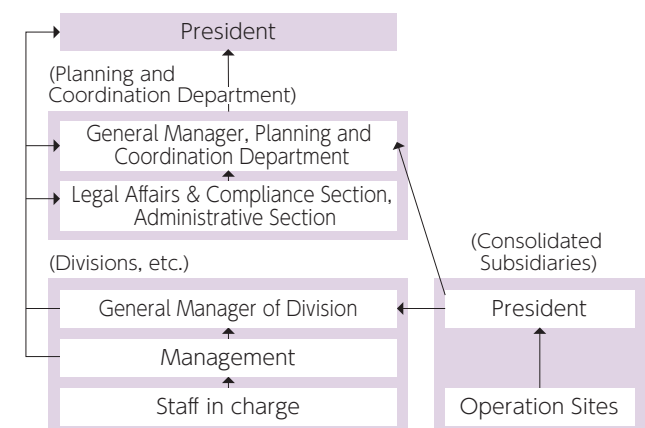 President
(Planning and
Coordination Department)
General Manager, Planning and
Coordination Department
Legal Affairs & Compliance Section,
Administrative Section
(Divisions, etc.)
General Manager of Division
Management
Staff in charge
(Consolidated
Subsidiaries)
President
Operation Sites